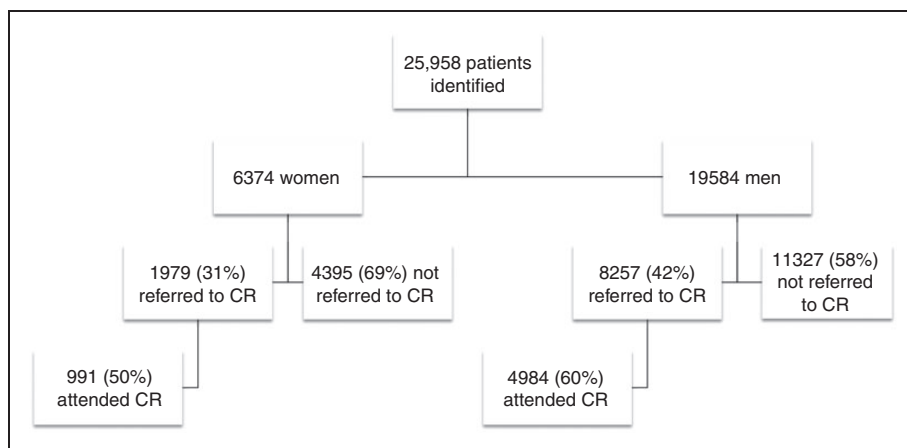 25,958 patients
identified
6374 women
19584 men
1979 (31%)
referred to CR
4395 (69%) not
referred to CR
8257 (42%)
referred to CR
11327 (58%)
not referred
to CR
991 (50%)
attended CR
4984 (60%)
attended CR